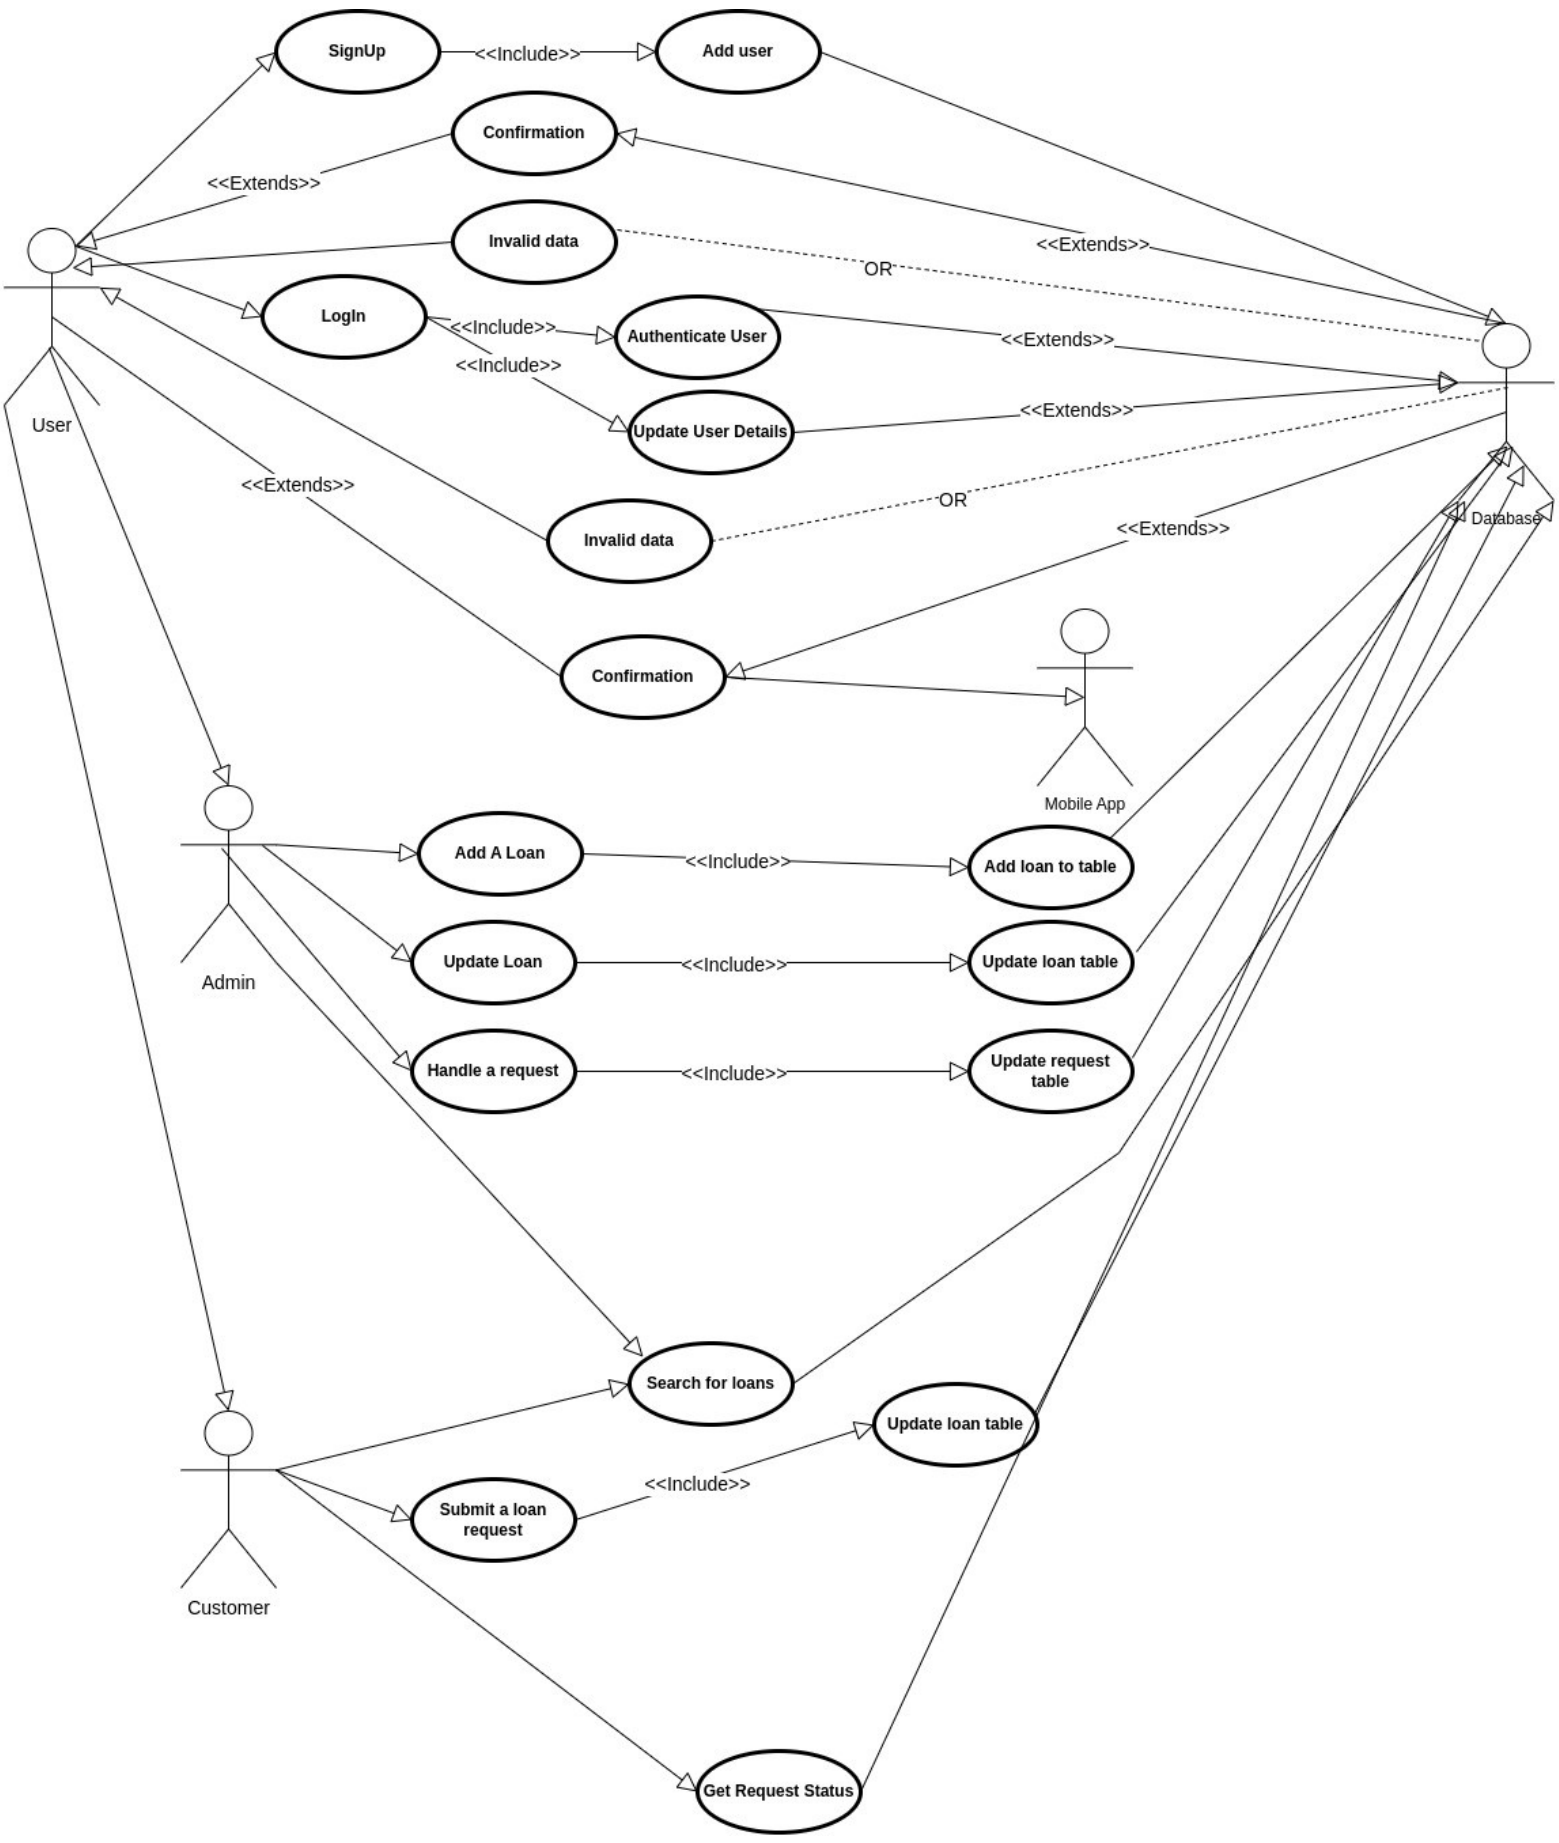 SignUp
<<Include>>
Add user
Confirmation
<<Extends>>
Invalid data
<<Extends>>
OR
LogIn
<<Include>>
Authenticate User
<<Extends>>
<<Include>>
Update User Details
<<Extends>>
User
<<Extends>>
OR
Database
<<Extends>>
Invalid data
Confirmation
Mobile App
Add A Loan
<<Include>>
Add loan to table
Update Loan
<<Include>>
Update loan table
Admin
Handle a request
<<Include>>
Update request
table
Search for loans
Update loan table
<<Include>>
Submit a loan
request
Customer
Get Request Status